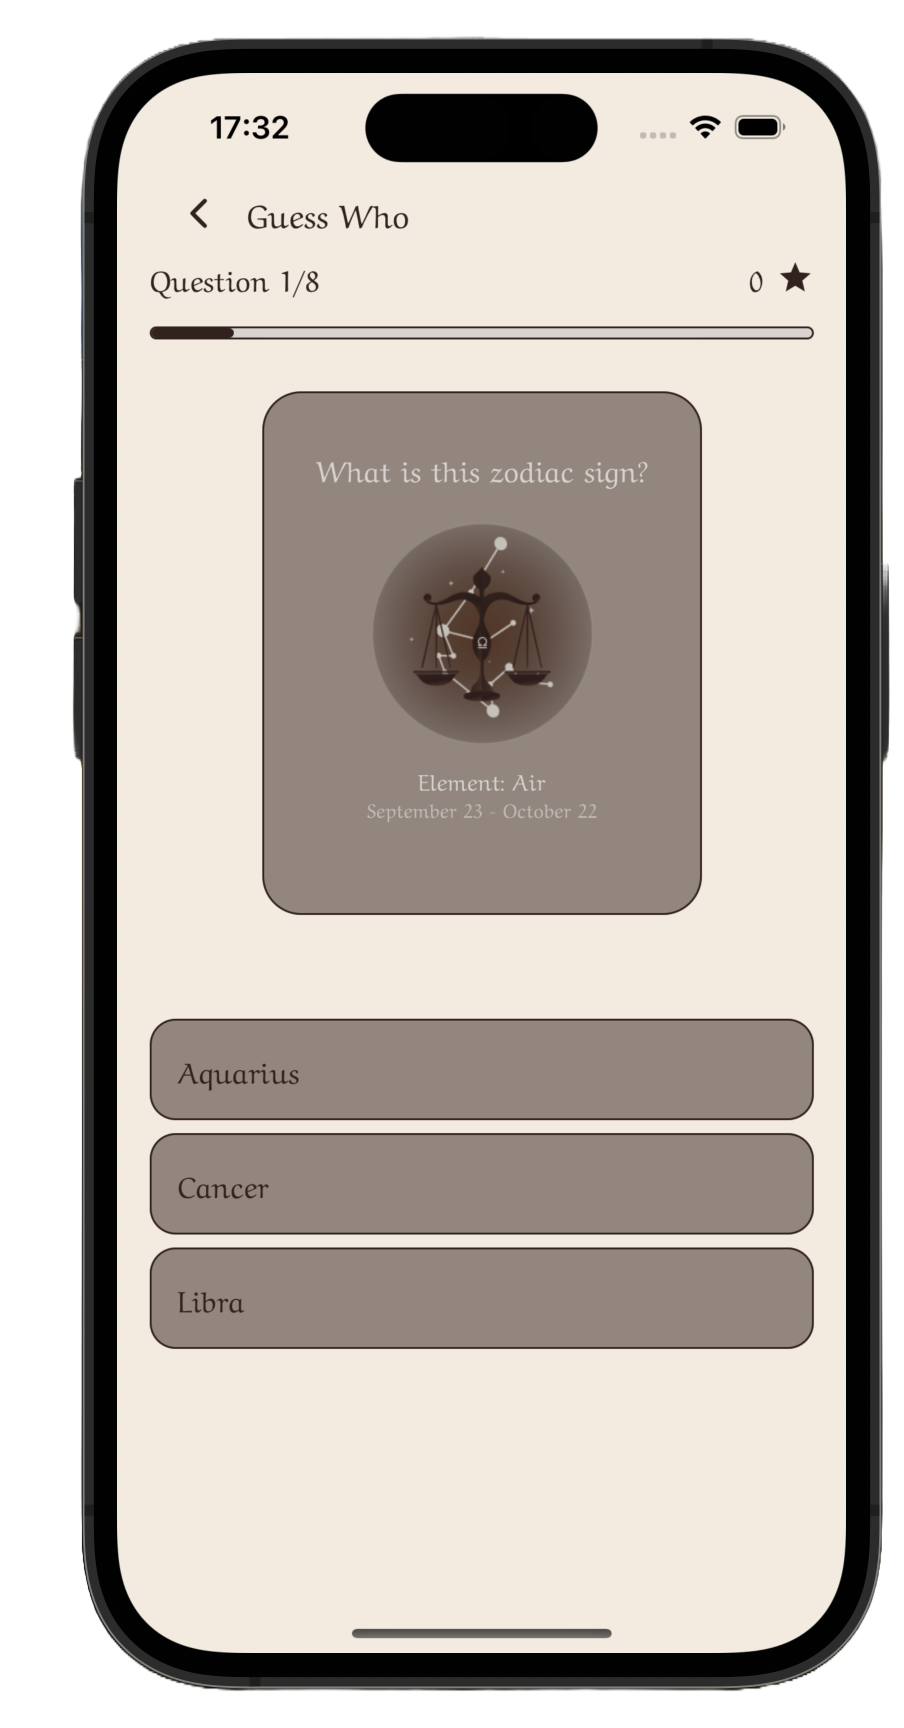 17:32
Guess Who
Question 1/8
0
What is this zodiac sign?
♎
Element: Air
September 23 - October 22
Aquarius
Cancer
Libra